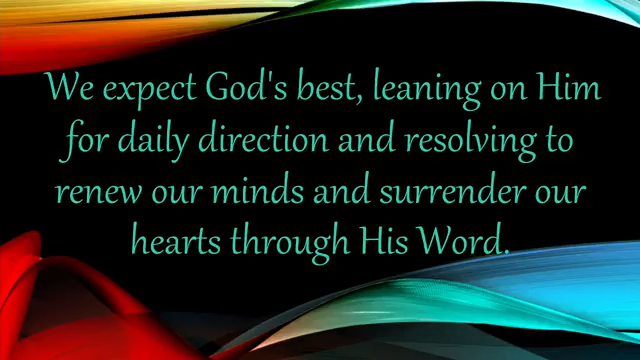 We expect God's best, leaning on Him
for daily direction and resolving to
renew our minds and surrender our
hearts through His Word.